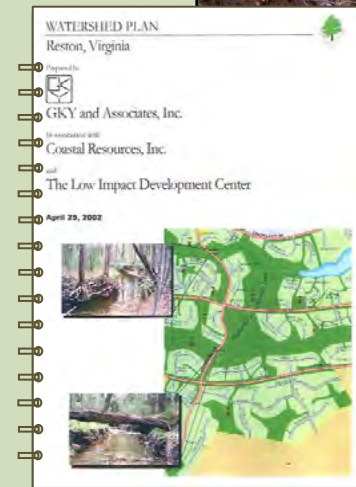 WATERSHED PLAN
Reston, Virginia
Prepared by
GKY and Associates, Inc.
In association with
Coastal Resources, Inc.
and
The Low Impact Development Center
April 25, 2002